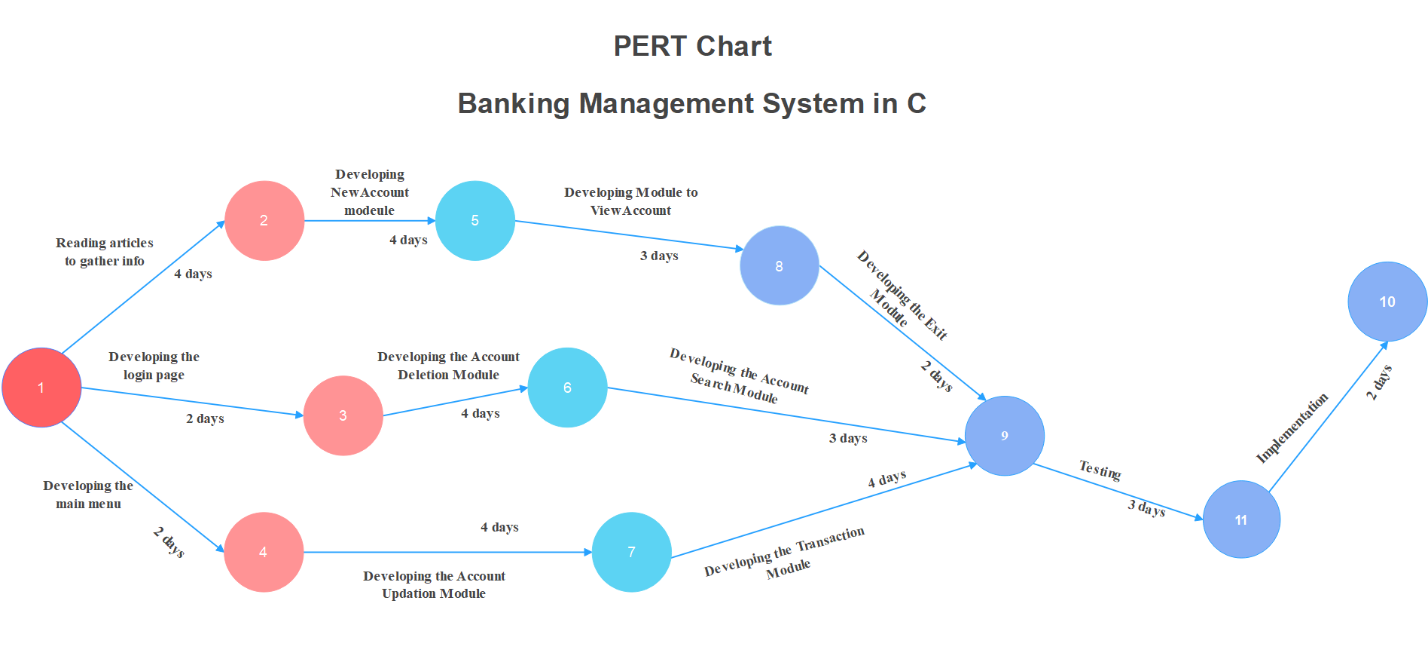 PERT Chart
Banking Management System in C
Reading articles
to gather info
4 days
2
Developing
NewAccount
modeule
4 days
5
Developing Module to
ViewAccount
3 days
8
Developing the Exit
Module
2 days
1
Developing the
login page
2 days
3
Developing the Account
Deletion Module
4 days
6
Developing the Account
Search Module
3 days
9
Developing the
main menu
2 days
4
4 days
Developing the Account
Updation Module
7
4 days
Developing the Transaction
Module
Testing
3 days
11
Implementation
2 days
10